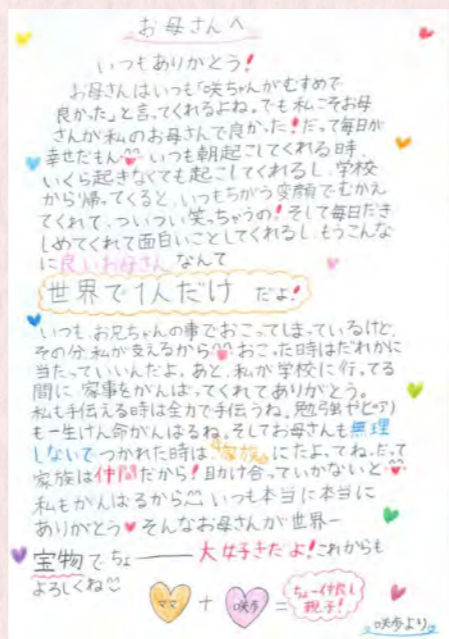 お母さんへ
いつもありがとう!
お母さんはいつも「咲ちゃんがむすめで
良かった」と言ってくれるよね。でも私こそお母
さんが私のお母さんで良かった!だって毎日が
幸せだもん いつも朝起こしてくれる時、
いくら起きなくても起こしてくれるし、学校
から帰ってくると、いつもちがう変顔でむかえ
てくれて、ついつい笑っちゃうの!そして毎日だき
しめてくれて面白いことしてくれるし、もうこんな
に良いお母さんなんて
世界で1人だけ だよ!
いつも、お兄ちゃんの事でおこってしまっているけど、
その分、私が支えるから おこった時はだれかに
当たっていいんだよ。あと、私が学校に行ってる
間に、家事をがんばってくれてありがとう。
私も手伝える時は全力で手伝うね。勉強やピアノ
も一生けん命がんばるね。そしてお母さんも無理
しないで つかれた時は、家族にたよってね。だって
家族は仲間だから!助け合っていかないと
私もがんばるから いつも本当に本当に
ありがとう♥ そんなお母さんが世界一
宝物でちょー大好きだよ!これからも
よろしくね
ママ + 咲歩 = ちょー仲良し
親子!
咲歩より